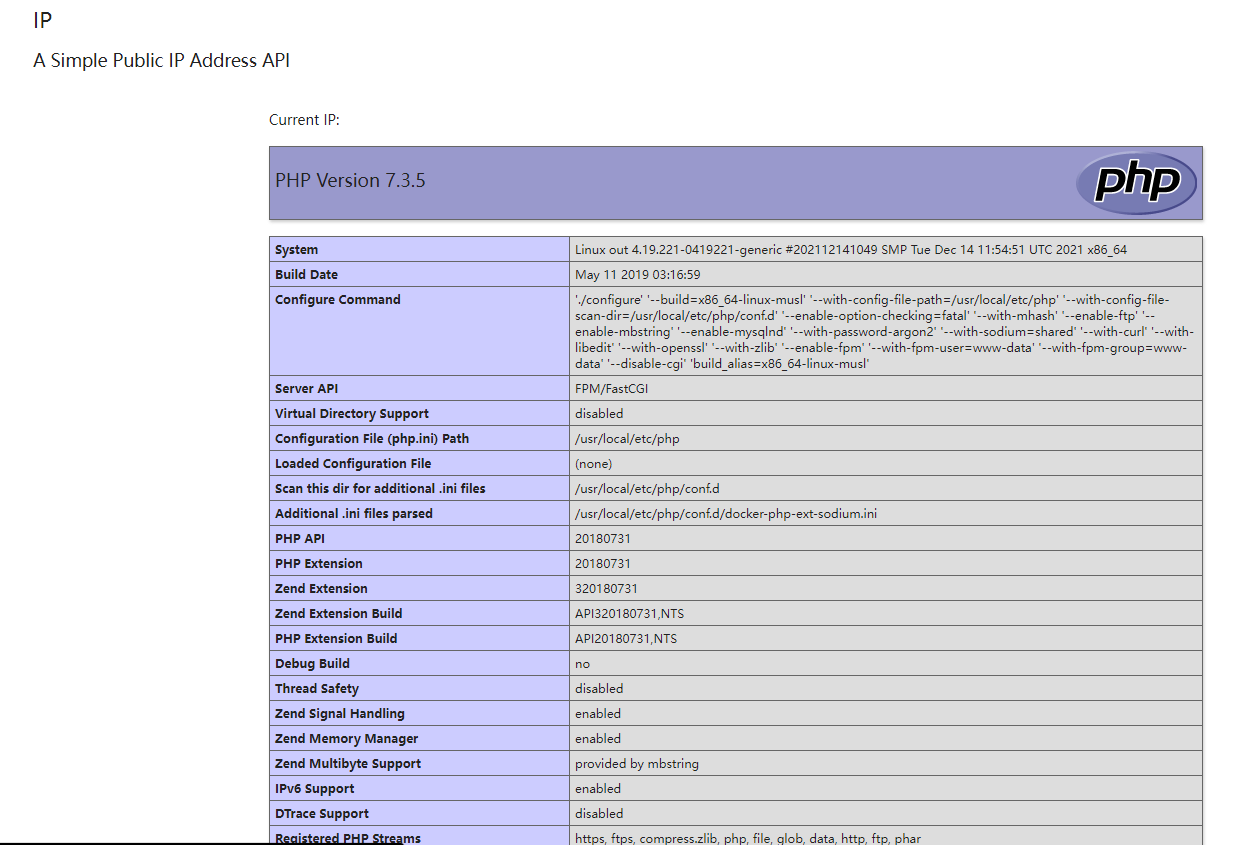 IP
A Simple Public IP Address API
Current IP:
PHP Version 7.3.5
php
System Linux out 4.19.221-0419221-generic #202112141049 SMP Tue Dec 14 11:54:51 UTC 2021 x86_64
Build Date May 11 2019 03:16:59
Configure Command './configure' '--build=x86_64-linux-musl' '--with-config-file-path=/usr/local/etc/php' '--with-config-file-
scan-dir=/usr/local/etc/php/conf.d' '--enable-option-checking=fatal' '--with-mhash' '--enable-ftp' '--
enable-mbstring' '--enable-mysqlnd' '--with-password-argon2' '--with-sodium=shared' '--with-curl' '--with-
libedit' '--with-openssl' '--with-zlib' '--enable-fpm' '--with-fpm-user=www-data' '--with-fpm-group=www-
data' '--disable-cgi' 'build_alias=x86_64-linux-musl'
Server API FPM/FastCGI
Virtual Directory Support disabled
Configuration File (php.ini) Path /usr/local/etc/php
Loaded Configuration File (none)
Scan this dir for additional .ini files /usr/local/etc/php/conf.d
Additional .ini files parsed /usr/local/etc/php/conf.d/docker-php-ext-sodium.ini
PHP API 20180731
PHP Extension 20180731
Zend Extension 320180731
Zend Extension Build API320180731,NTS
PHP Extension Build API20180731,NTS
Debug Build no
Thread Safety disabled
Zend Signal Handling enabled
Zend Memory Manager enabled
Zend Multibyte Support provided by mbstring
IPv6 Support enabled
DTrace Support disabled
Registered PHP Streams https, ftps, compress.zlib, php, file, glob, data, http, ftp, phar